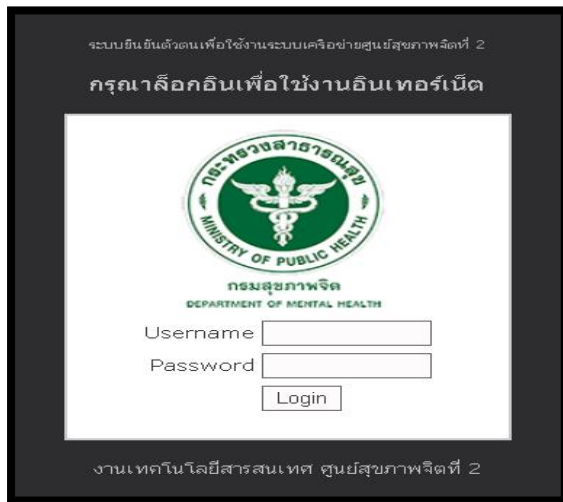 ระบบยืนยันตัวตนเพื่อใช้งานระบบเครือข่ายศูนย์สุขภาพจิตที่ 2
กรุณาล็อกอินเพื่อใช้งานอินเทอร์เน็ต
กระทรวงสาธารณสุข
MINISTRY OF PUBLIC HEALTH
กรมสุขภาพจิต
DEPARTMENT OF MENTAL HEALTH
Username
Password
Login
งานเทคโนโลยีสารสนเทศ ศูนย์สุขภาพจิตที่ 2